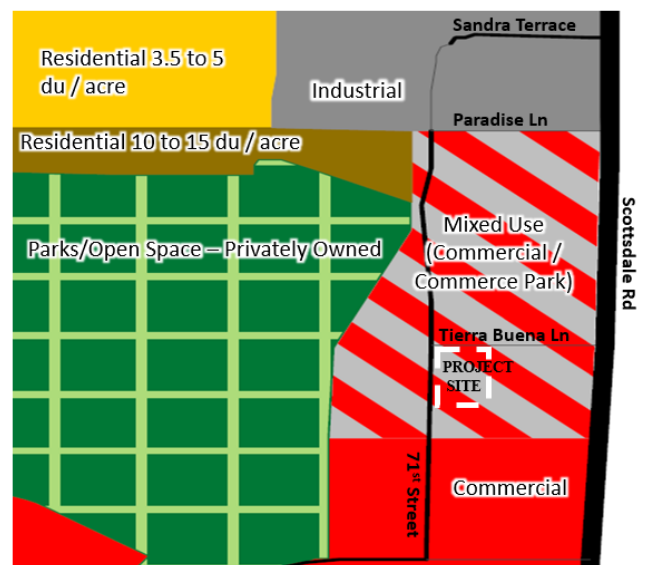 Sandra Terrace
Residential 3.5 to 5
du / acre
Industrial
Paradise Ln
Residential 10 to 15 du / acre
Scottsdale Rd
Mixed Use
(Commercial /
Commerce Park)
Parks/Open Space – Privately Owned
Tierra Buena Ln
PROJECT
SITE
71st Street
Commercial